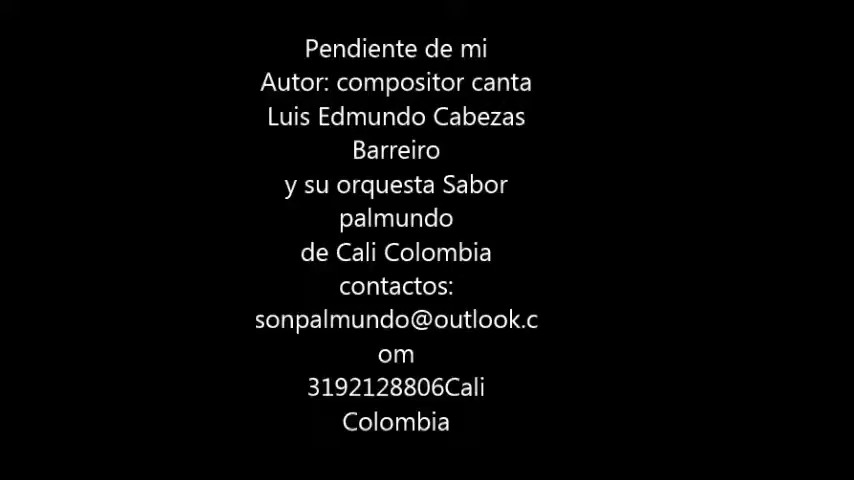 Pendiente de mi
Autor: compositor canta
Luis Edmundo Cabezas
Barreiro
y su orquesta Sabor
palmundo
de Cali Colombia
contactos:
sonpalmundo@outlook.c
om
3192128806Cali
Colombia